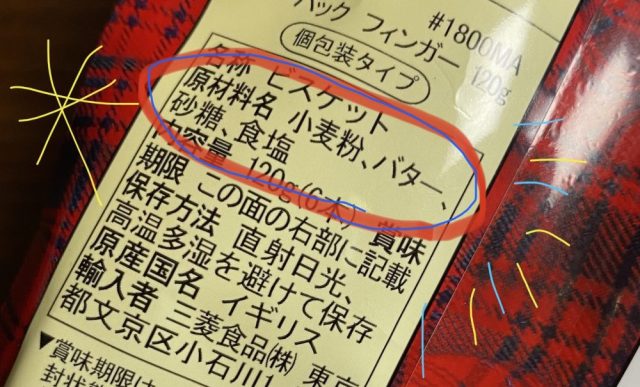 #1800MA
パック フィンガー 120g
個包装タイプ
名称 ビスケット
原材料名 小麦粉、バター、
砂糖、食塩
内容量 120g(6本) 賞味
期限 この面の右部に記載
保存方法 直射日光、
高温多湿を避けて保存
原産国名 イギリス
輸入者 三菱食品㈱ 東京
都文京区小石川1
▼賞味期限は